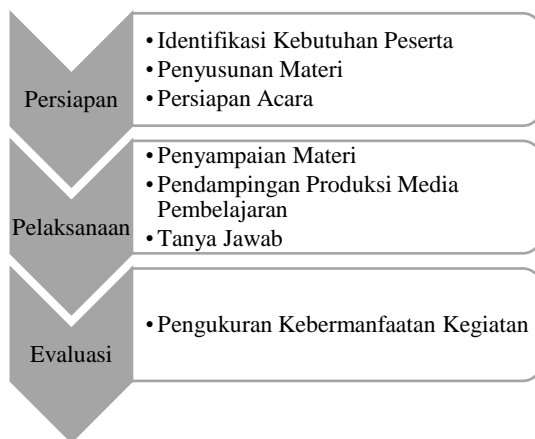 Persiapan
• Identifikasi Kebutuhan Peserta
• Penyusunan Materi
• Persiapan Acara
Pelaksanaan
• Penyampaian Materi
• Pendampingan Produksi Media
Pembelajaran
• Tanya Jawab
Evaluasi
• Pengukuran Kebermanfaatan Kegiatan